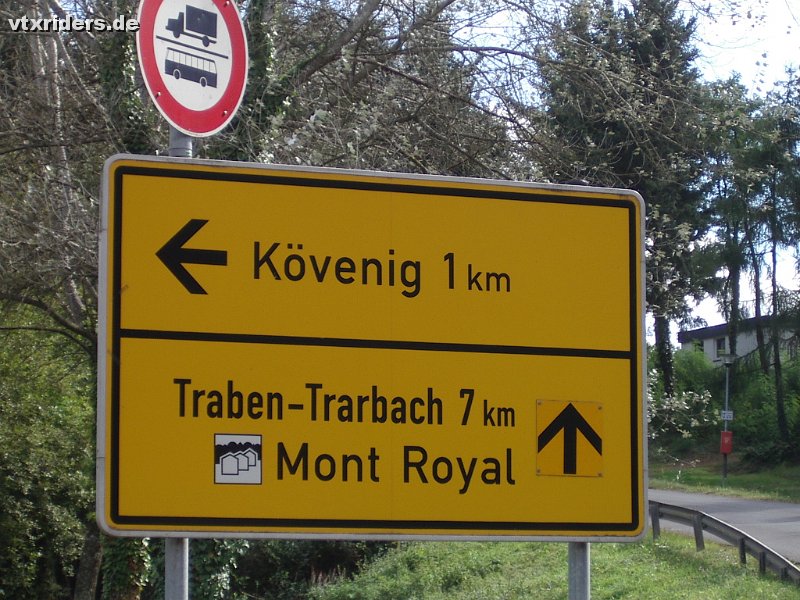 vtxriders.de
Kövenig 1 km
Traben-Trarbach 7 km
Mont Royal